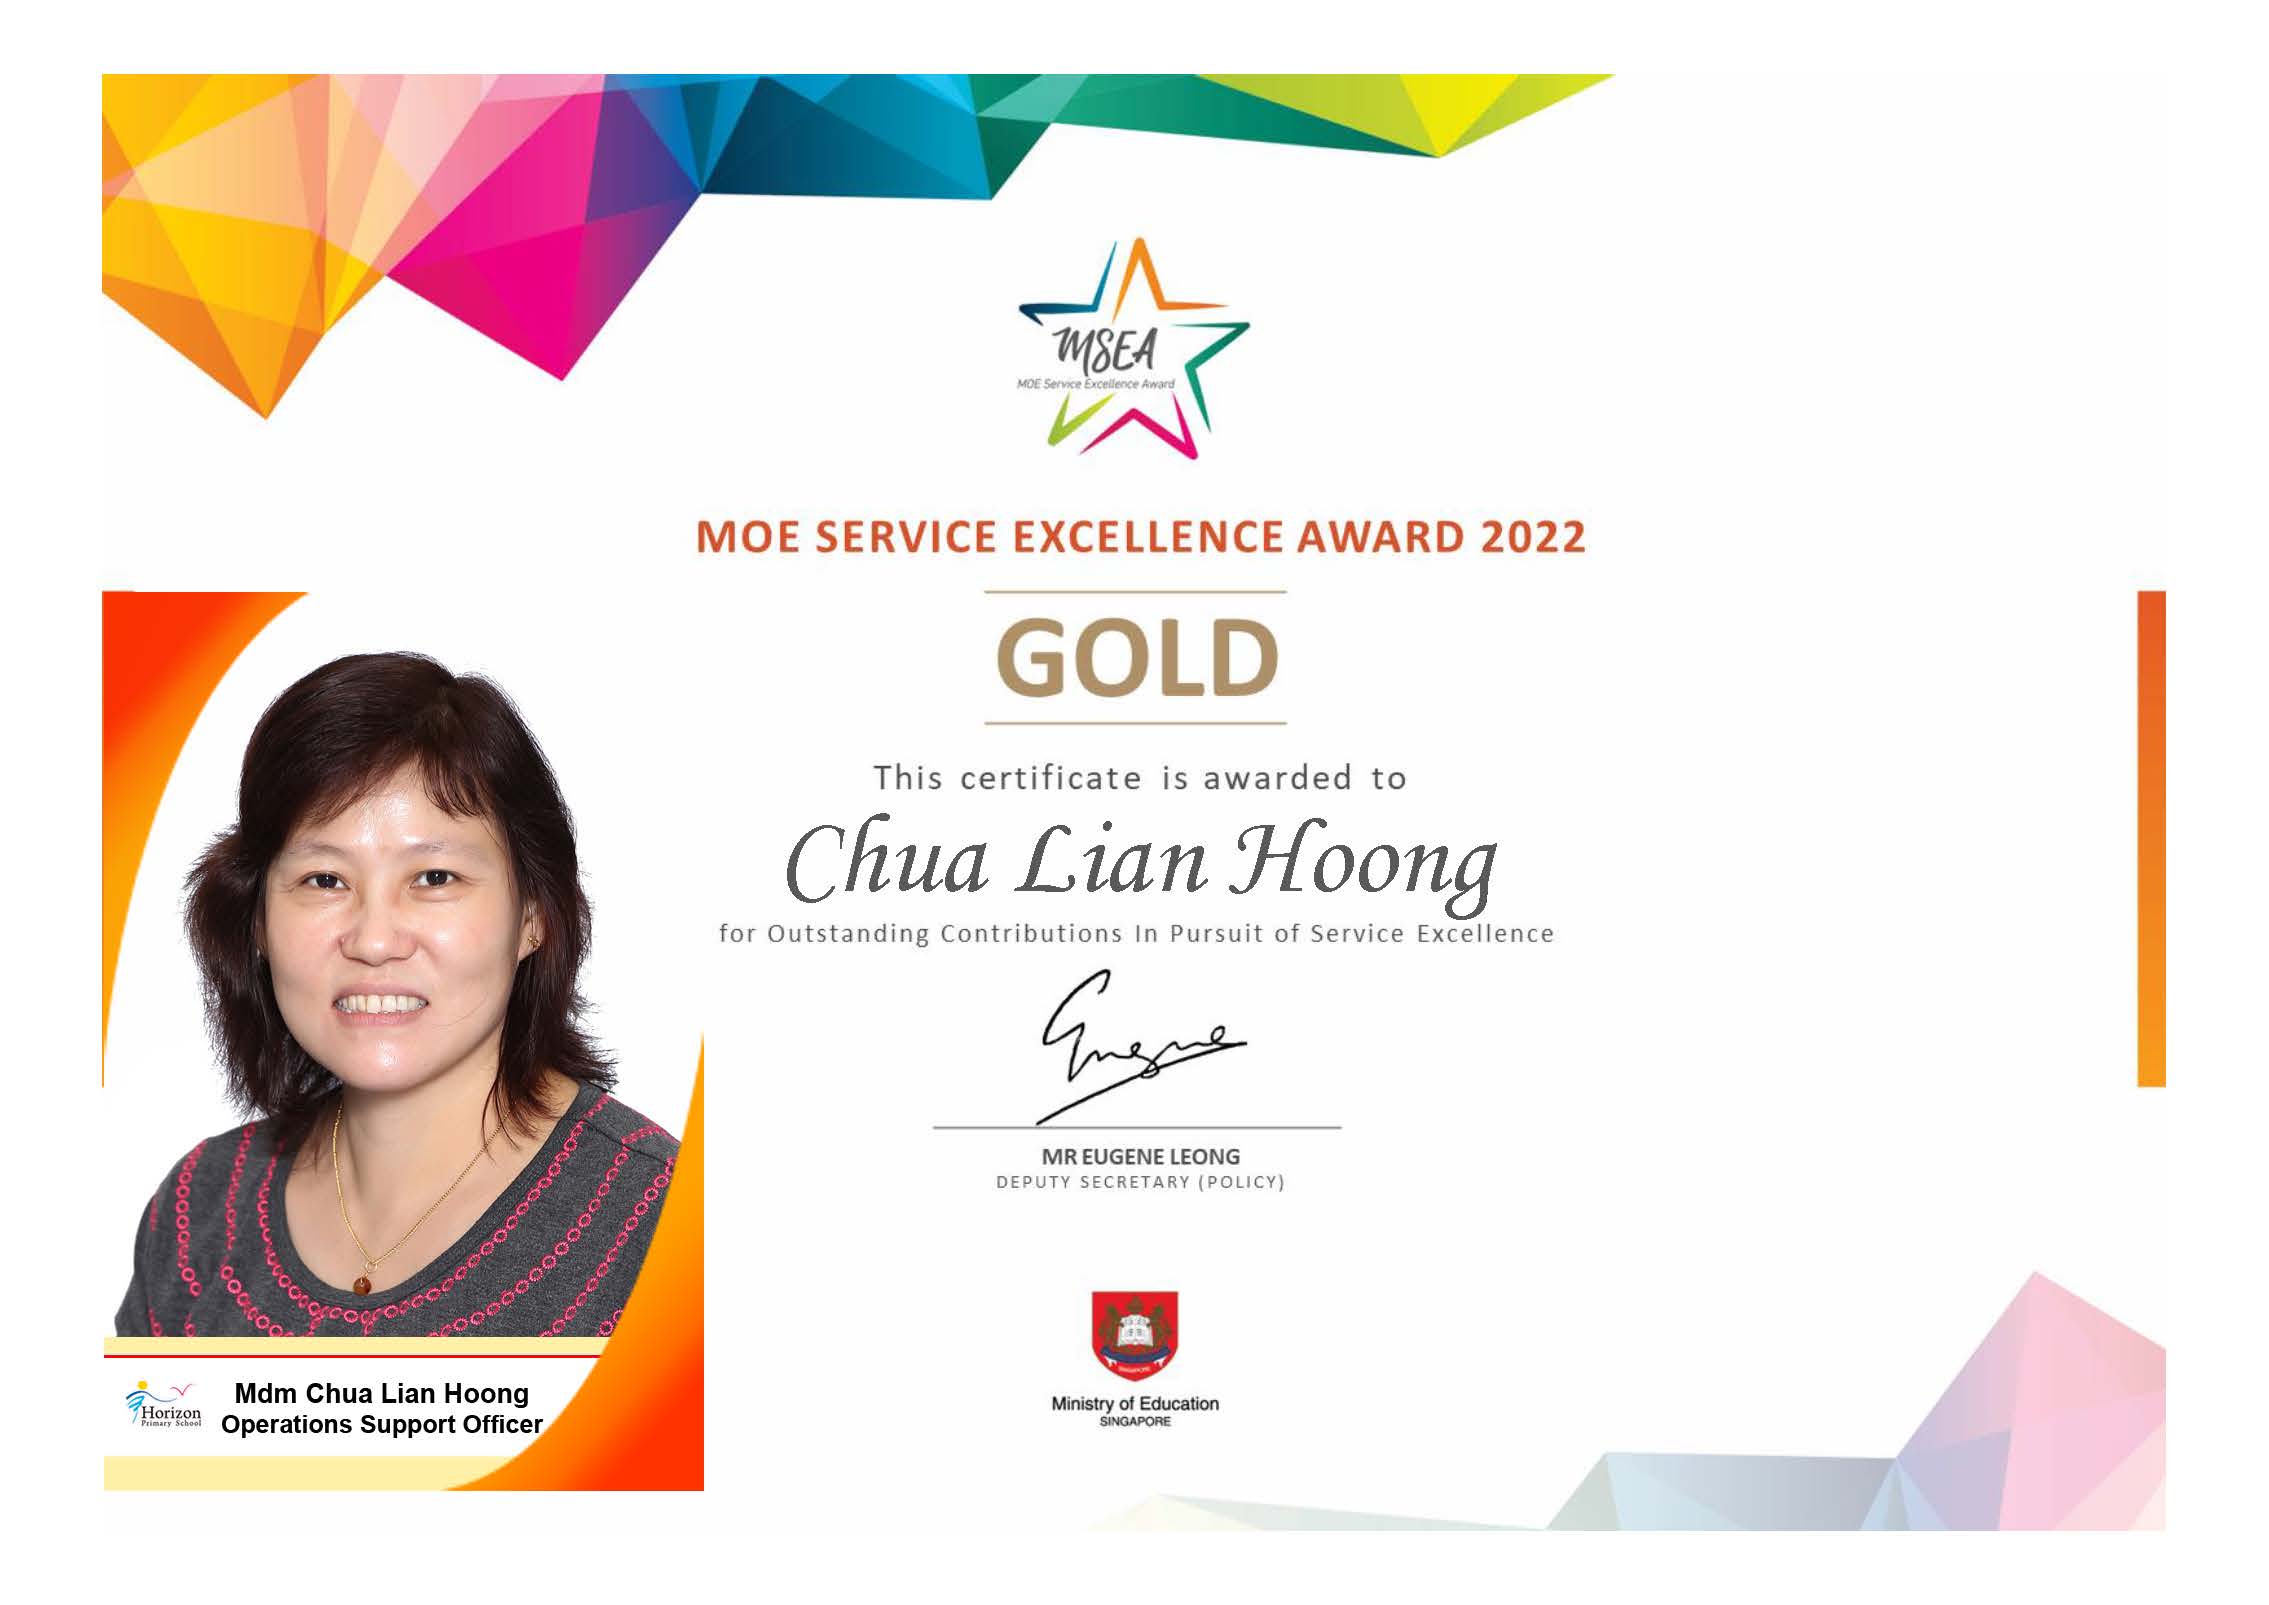 MSEA
MOE Service Excellence Award
MOE SERVICE EXCELLENCE AWARD 2022
GOLD
This certificate is awarded to
Chua Lian Hoong
for Outstanding Contributions In Pursuit of Service Excellence
Eugene
MR EUGENE LEONG
DEPUTY SECRETARY (POLICY)
SINGAPORE
Ministry of Education
SINGAPORE
Horizon
Primary School
Mdm Chua Lian Hoong
Operations Support Officer